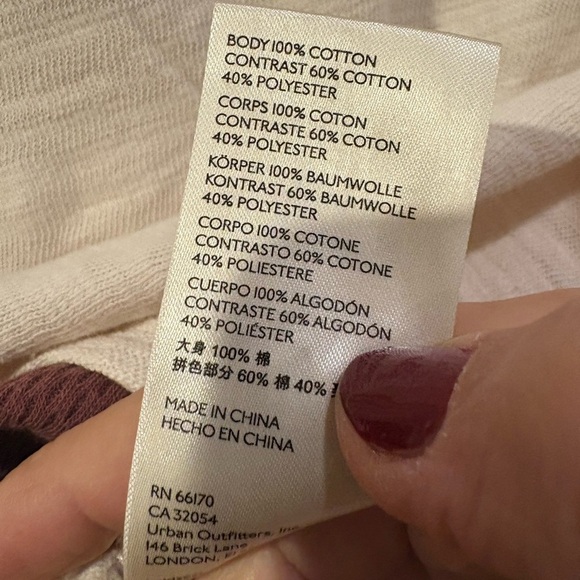 BODY 100% COTTON
CONTRAST 60% COTTON
40% POLYESTER
CORPS 100% COTON
CONTRASTE 60% COTON
40% POLYESTER
KÖRPER 100% BAUMWOLLE
KONTRAST 60% BAUMWOLLE
40% POLYESTER
CORPO 100% COTONE
CONTRASTO 60% COTONE
40% POLIESTERE
CUERPO 100% ALGODÓN
CONTRASTE 60% ALGODÓN
40% POLIÉSTER
大身 100% 棉
拼色部分 60% 棉 40%
MADE IN CHINA
HECHO EN CHINA
RN 66170
CA 32054
Urban Outfitters, Inc
146 Brick Lane
LONDON,